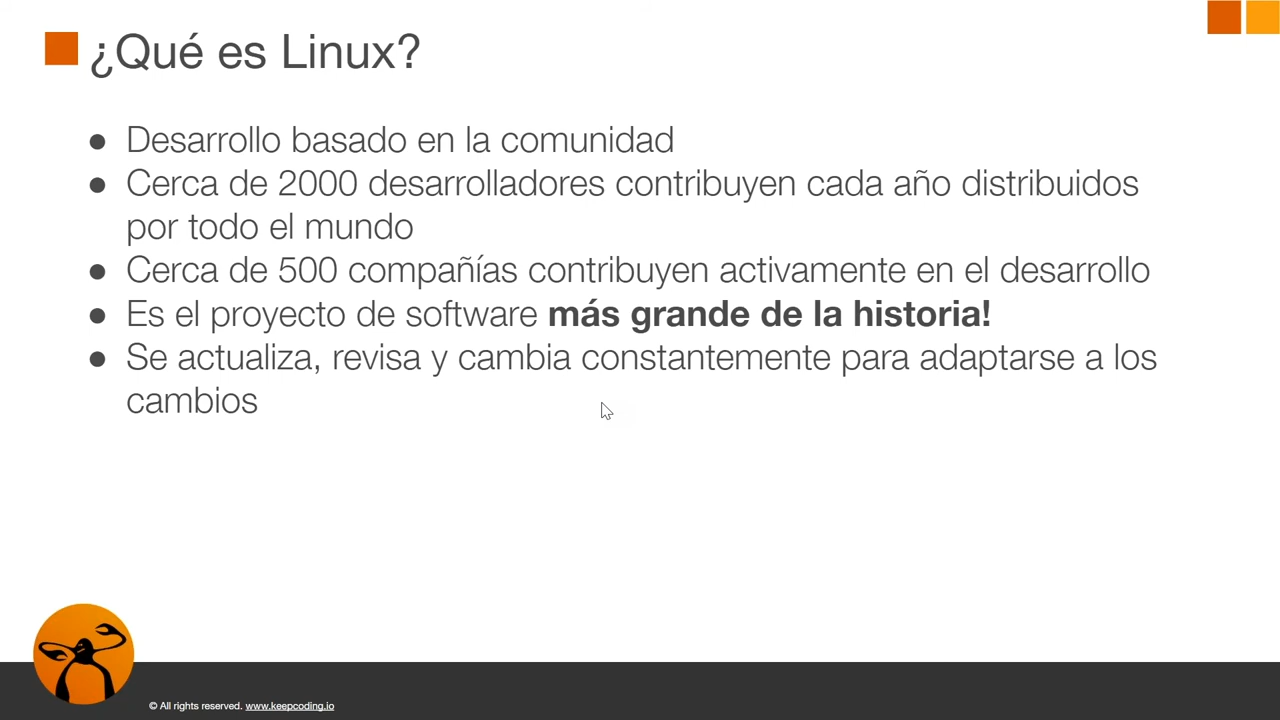 ¿Qué es Linux?
● Desarrollo basado en la comunidad
● Cerca de 2000 desarrolladores contribuyen cada año distribuidos
por todo el mundo
● Cerca de 500 compañías contribuyen activamente en el desarrollo
● Es el proyecto de software más grande de la historia!
● Se actualiza, revisa y cambia constantemente para adaptarse a los
cambios
© All rights reserved. www.keepcoding.io